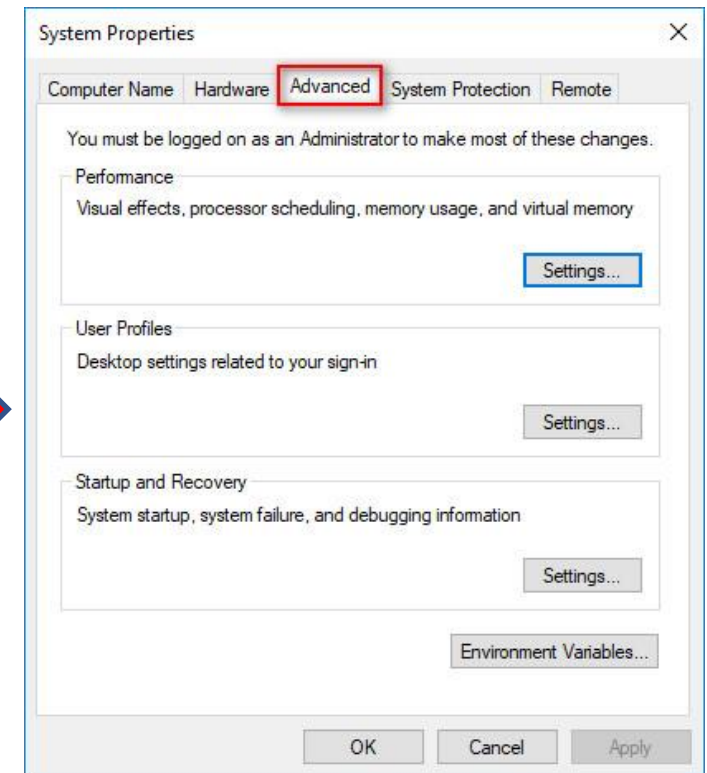 System Properties
Computer Name Hardware Advanced System Protection Remote
You must be logged on as an Administrator to make most of these changes.
Performance
Visual effects, processor scheduling, memory usage, and virtual memory
Settings...
User Profiles
Desktop settings related to your sign-in
Settings...
Startup and Recovery
System startup, system failure, and debugging information
Settings...
Environment Variables...
OK Cancel Apply